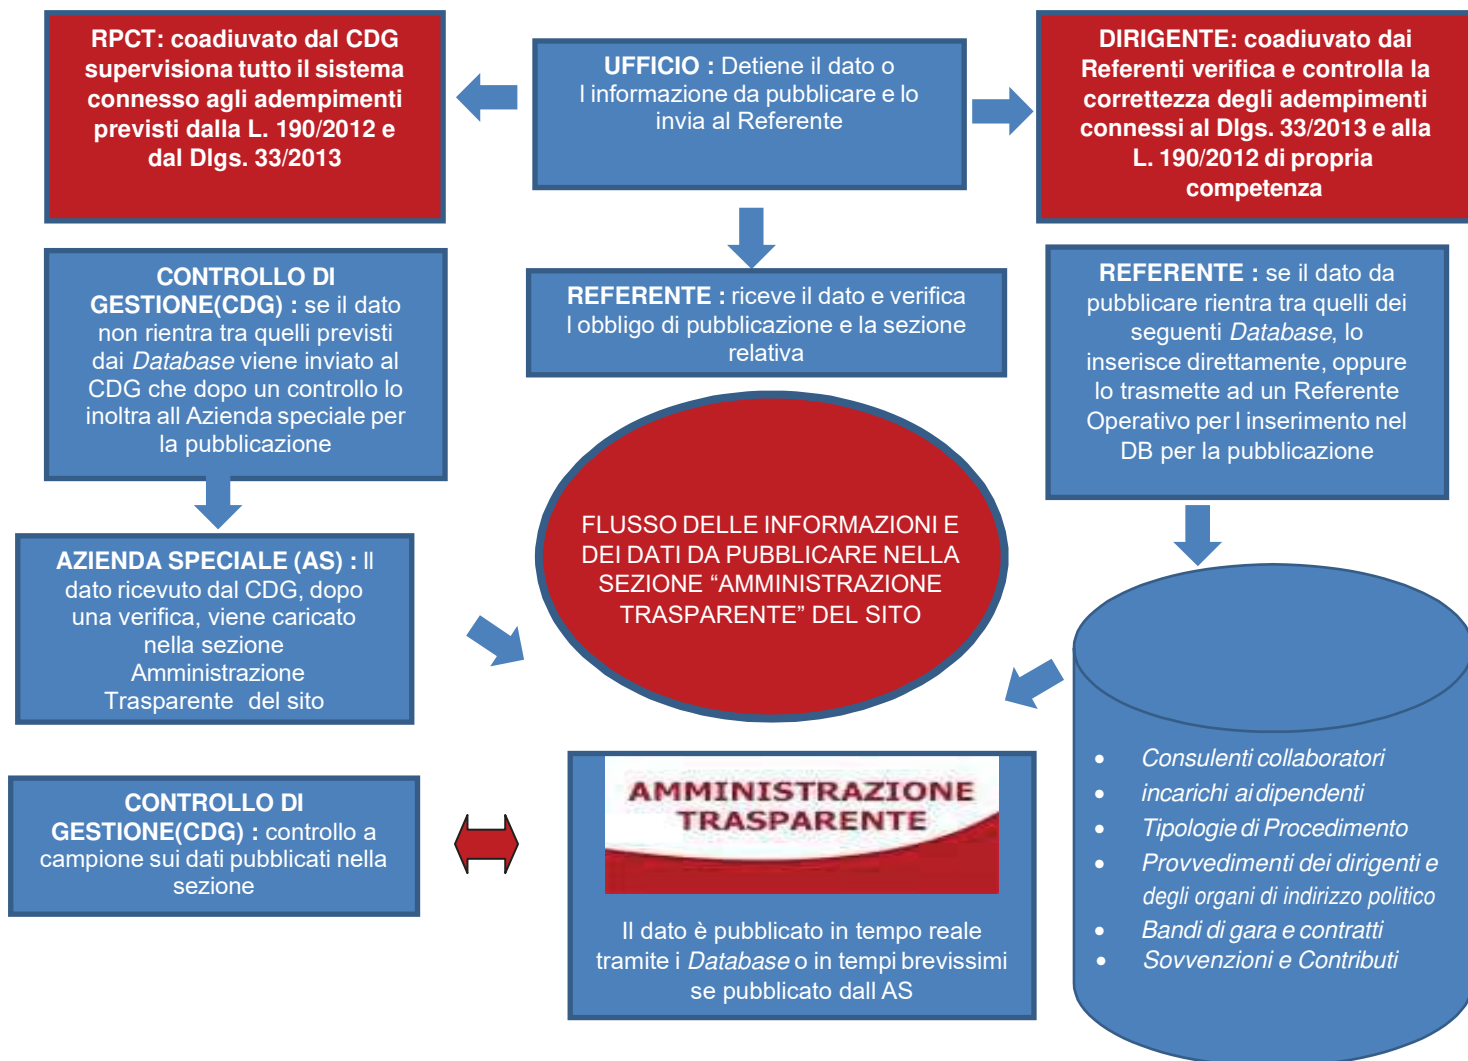 RPCT: coadiuvato dal CDG
supervisiona tutto il sistema
connesso agli adempimenti
previsti dalla L. 190/2012 e
dal Dlgs. 33/2013
UFFICIO : Detiene il dato o
l informazione da pubblicare e lo
invia al Referente
DIRIGENTE: coadiuvato dai
Referenti verifica e controlla la
correttezza degli adempimenti
connessi al Dlgs. 33/2013 e alla
L. 190/2012 di propria
competenza
CONTROLLO DI
GESTIONE(CDG) : se il dato
non rientra tra quelli previsti
dai Database viene inviato al
CDG che dopo un controllo lo
inoltra all Azienda speciale per
la pubblicazione
REFERENTE : riceve il dato e verifica
l obbligo di pubblicazione e la sezione
relativa
REFERENTE : se il dato da
pubblicare rientra tra quelli dei
seguenti Database, lo
inserisce direttamente, oppure
lo trasmette ad un Referente
Operativo per l inserimento nel
DB per la pubblicazione
FLUSSO DELLE INFORMAZIONI E
DEI DATI DA PUBBLICARE NELLA
SEZIONE “AMMINISTRAZIONE
TRASPARENTE” DEL SITO
AZIENDA SPECIALE (AS) : Il
dato ricevuto dal CDG, dopo
una verifica, viene caricato
nella sezione
Amministrazione
Trasparente del sito
CONTROLLO DI
GESTIONE(CDG) : controllo a
campione sui dati pubblicati nella
sezione
AMMINISTRAZIONE
TRASPARENTE
Il dato è pubblicato in tempo reale
tramite i Database o in tempi brevissimi
se pubblicato dall AS
• Consulenti collaboratori
• incarichi ai dipendenti
• Tipologie di Procedimento
• Provvedimenti dei dirigenti e
degli organi di indirizzo politico
• Bandi di gara e contratti
• Sovvenzioni e Contributi